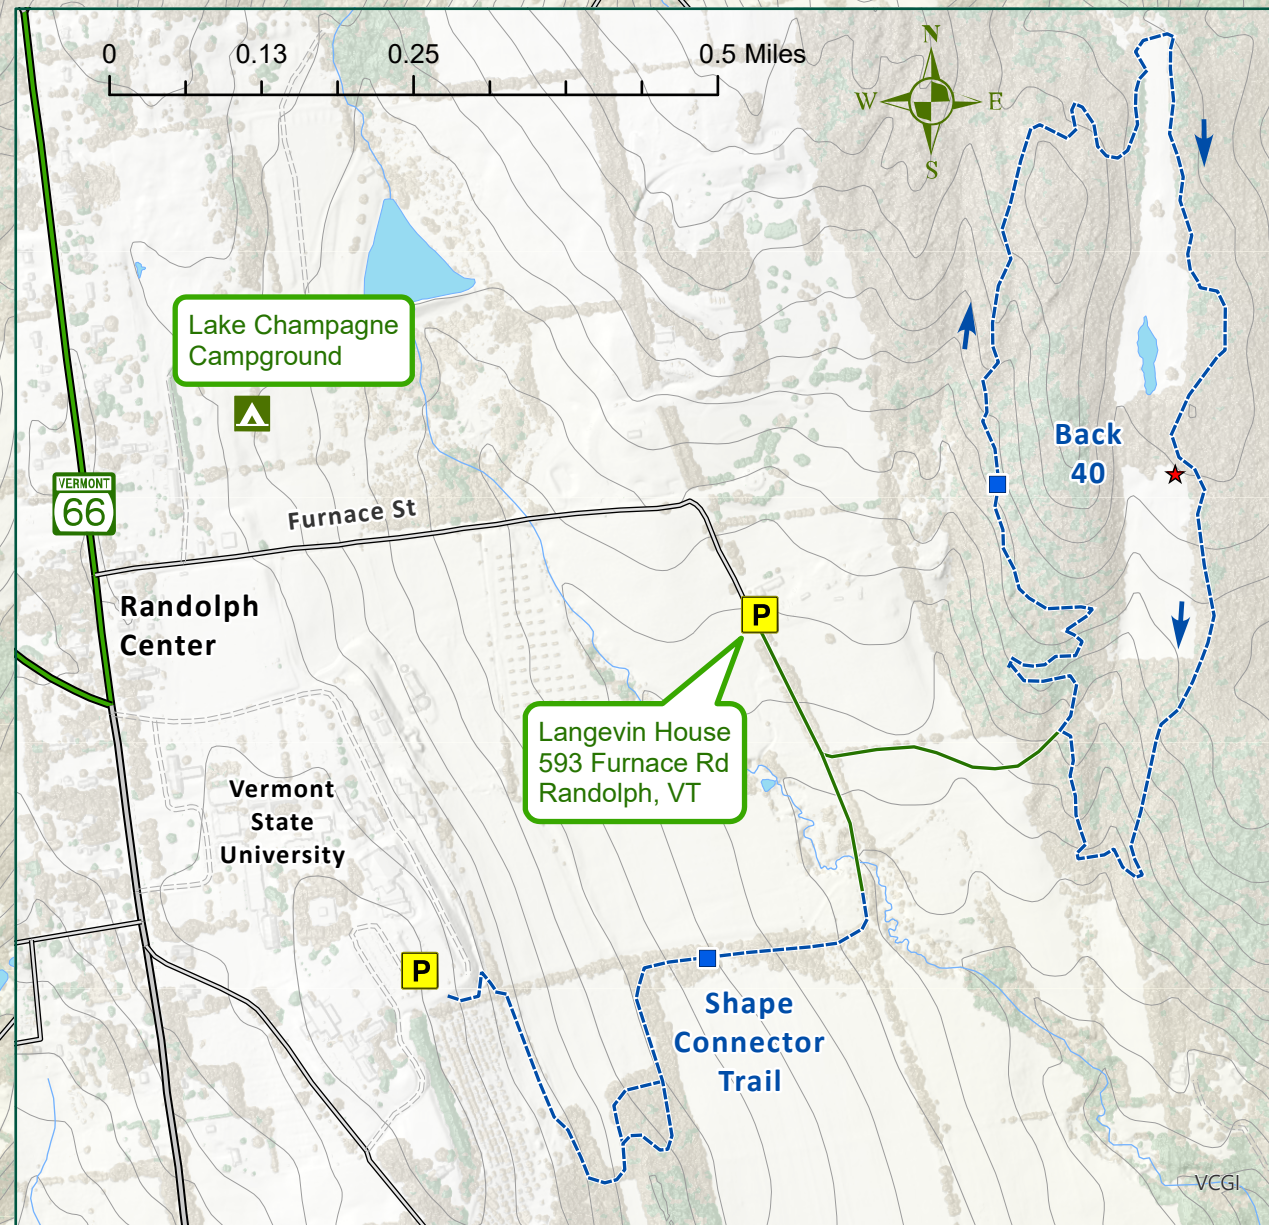 0 0.13 0.25 0.5 Miles
N
W E
S
Lake Champagne
Campground
Back
40
VERMONT
66
Furnace St
Randolph
Center
P
Langevin House
593 Furnace Rd
Randolph, VT
Vermont
State
University
P
Shape
Connector
Trail
VCGI